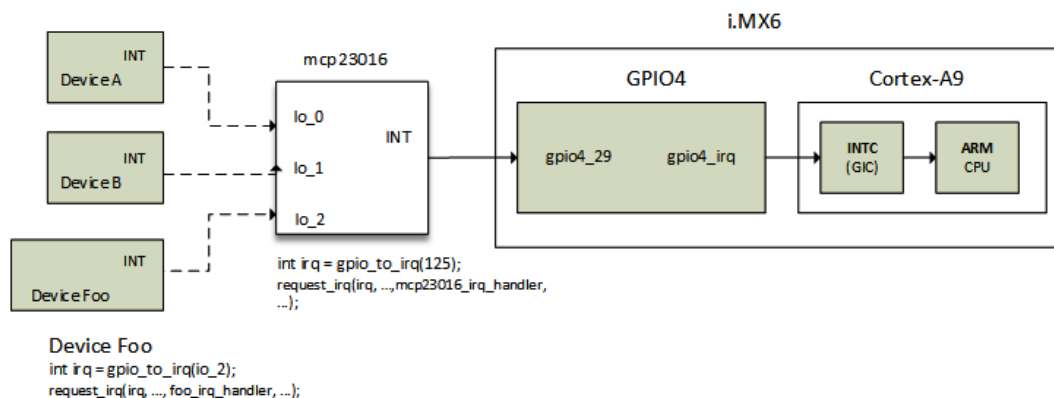 i.MX6
INT
Device A
INT
Device B
INT
Device Foo
mcp23016
Io_0
Io_1
Io_2
INT
GPIO4
gpio4_29
gpio4_irq
Cortex-A9
INTC
(GIC)
ARM
CPU
int irq = gpio_to_irq(125);
request_irq(irq, ...,mcp23016_irq_handler,
...);
Device Foo
int irq = gpio_to_irq(io_2);
request_irq(irq, ..., foo_irq_handler, ...);